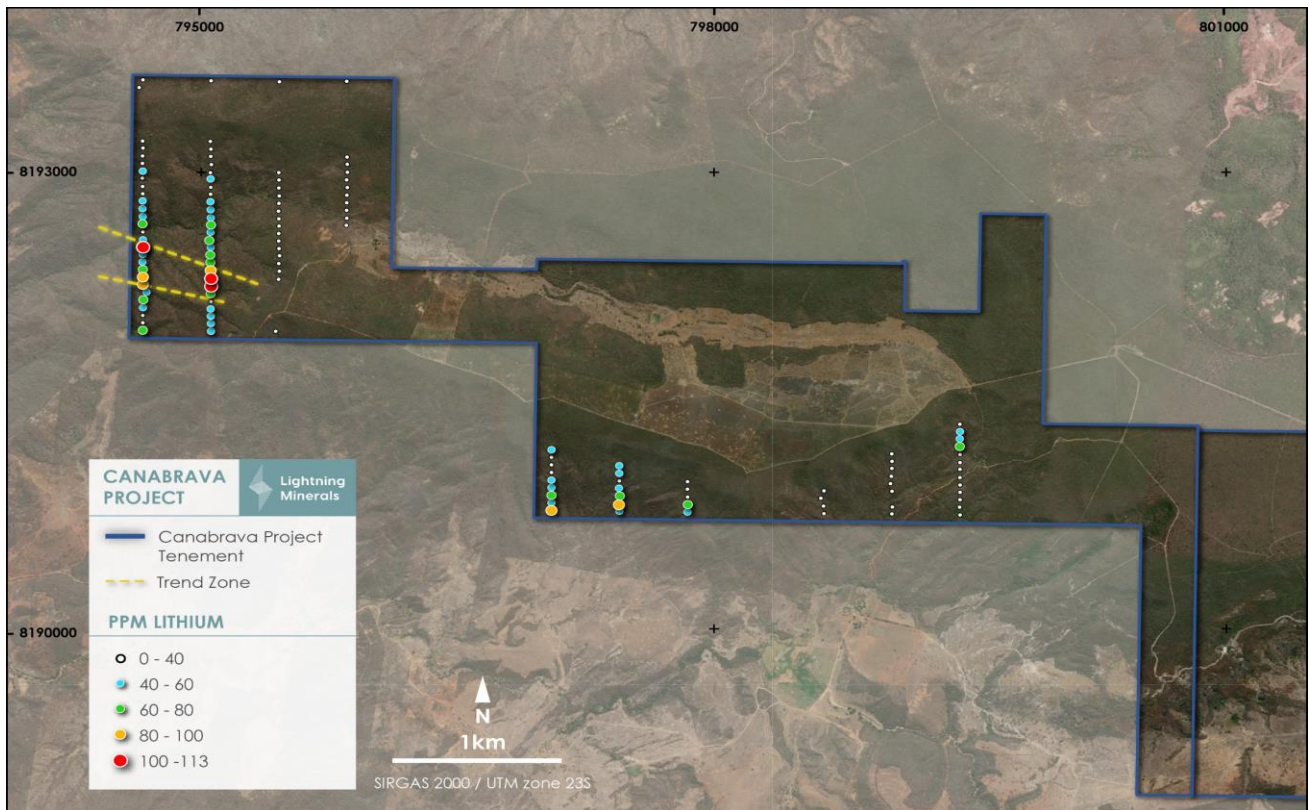 795000
798000
801000
8193000
8190000
CANABRAVA
PROJECT
Lightning
Minerals
Canabrava Project
Tenement
Trend Zone
PPM LITHIUM
0 - 40
40 - 60
60 - 80
80 - 100
100 -113
N
1km
SIRGAS 2000 / UTM zone 23S